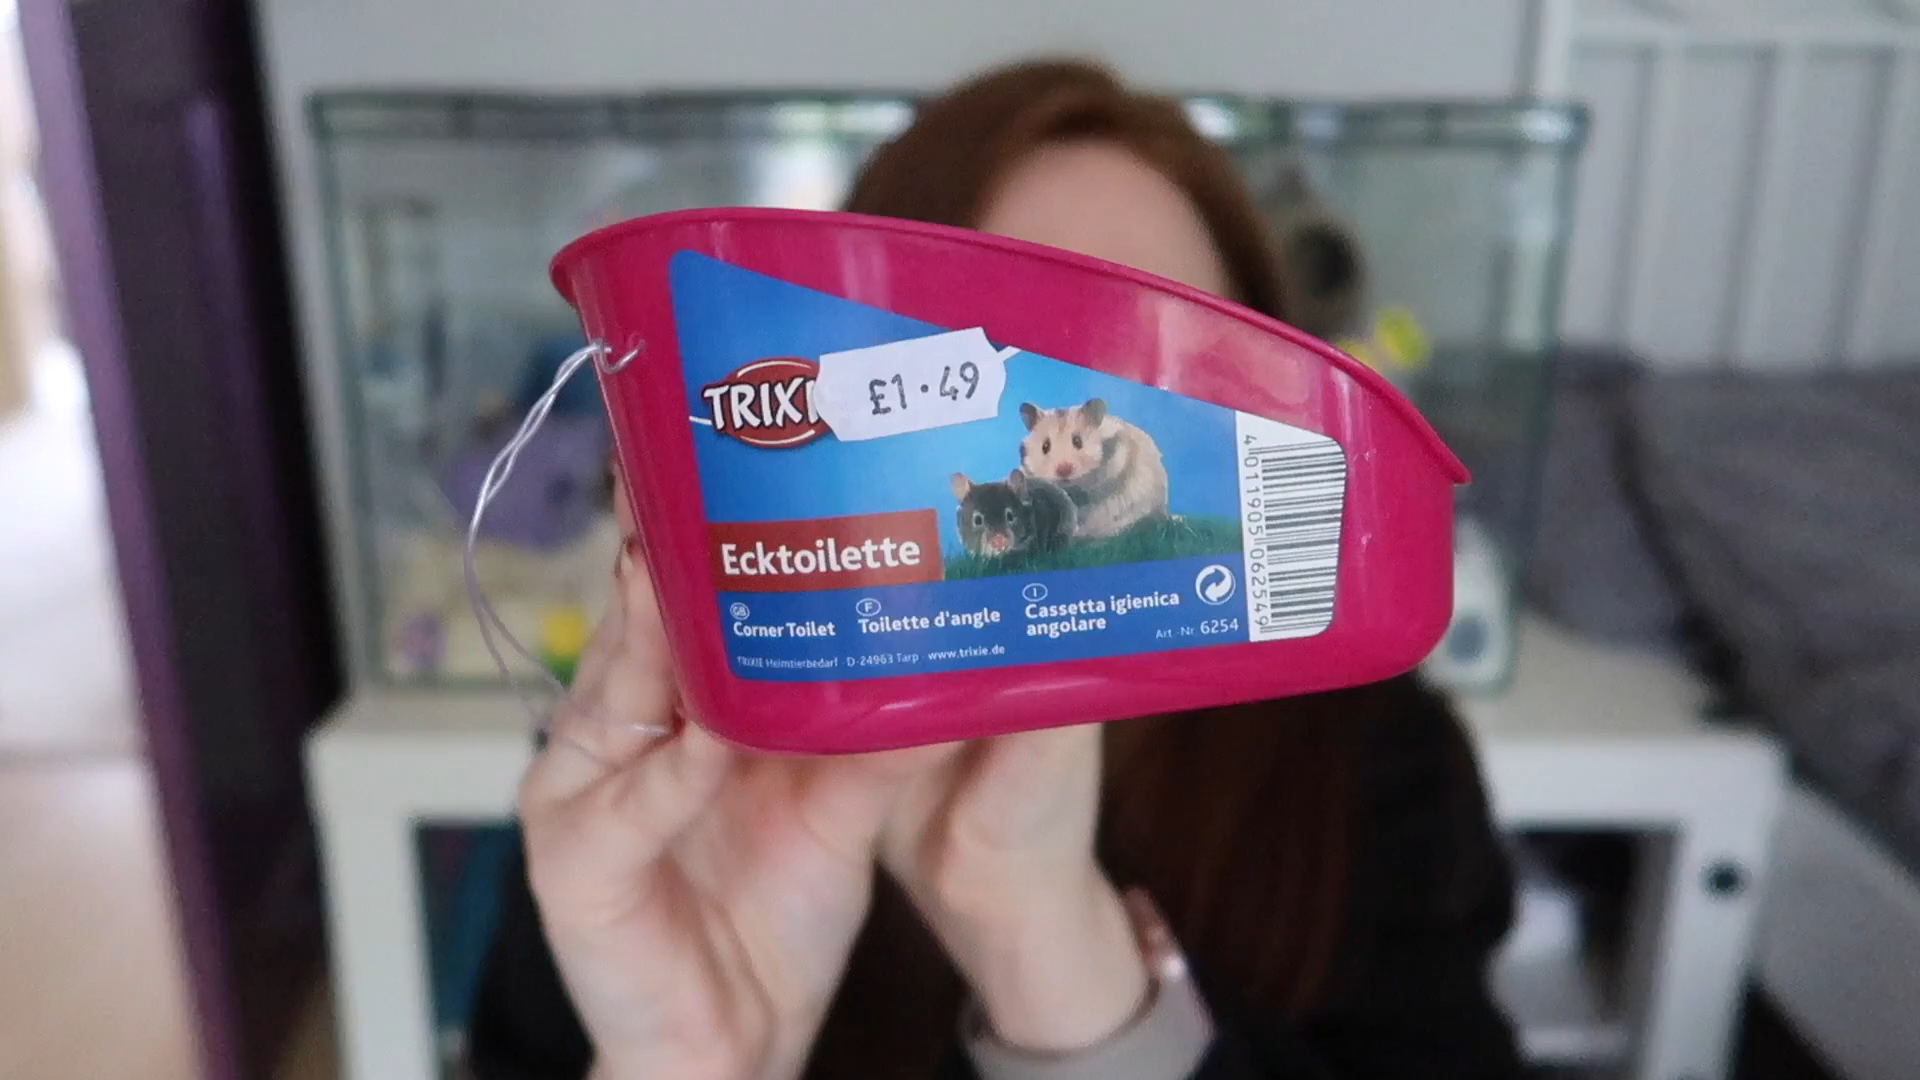 TRIXI
£1.49
Ecktoilette
GB
Corner Toilet
F
Toilette d'angle
I
Cassetta igienica
angolare
Art.-Nr. 6254
TRIXIE Heimtierbedarf · D-24963 Tarp · www.trixie.de
4 011905 062549